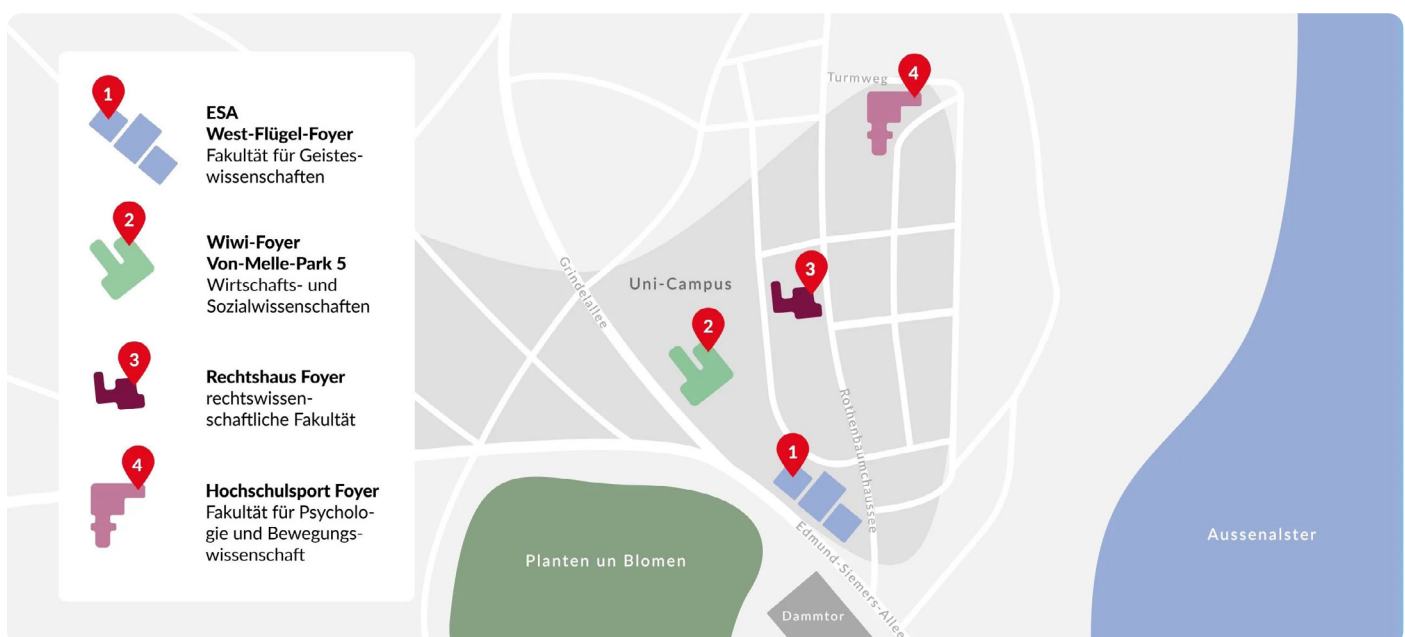 1
ESA
West-Flügel-Foyer
Fakultät für Geistes-
wissenschaften
2
Wiwi-Foyer
Von-Melle-Park 5
Wirtschafts- und
Sozialwissenschaften
3
Rechtshaus Foyer
rechtswissen-
schaftliche Fakultät
4
Hochschulsport Foyer
Fakultät für Psycholo-
gie und Bewegungs-
wissenschaft
Turmweg
4
Grindelallee
Uni-Campus
3
2
Rothenbaumchaussee
1
Edmund-Siemers-Allee
Planten un Blomen
Dammtor
Aussenalster